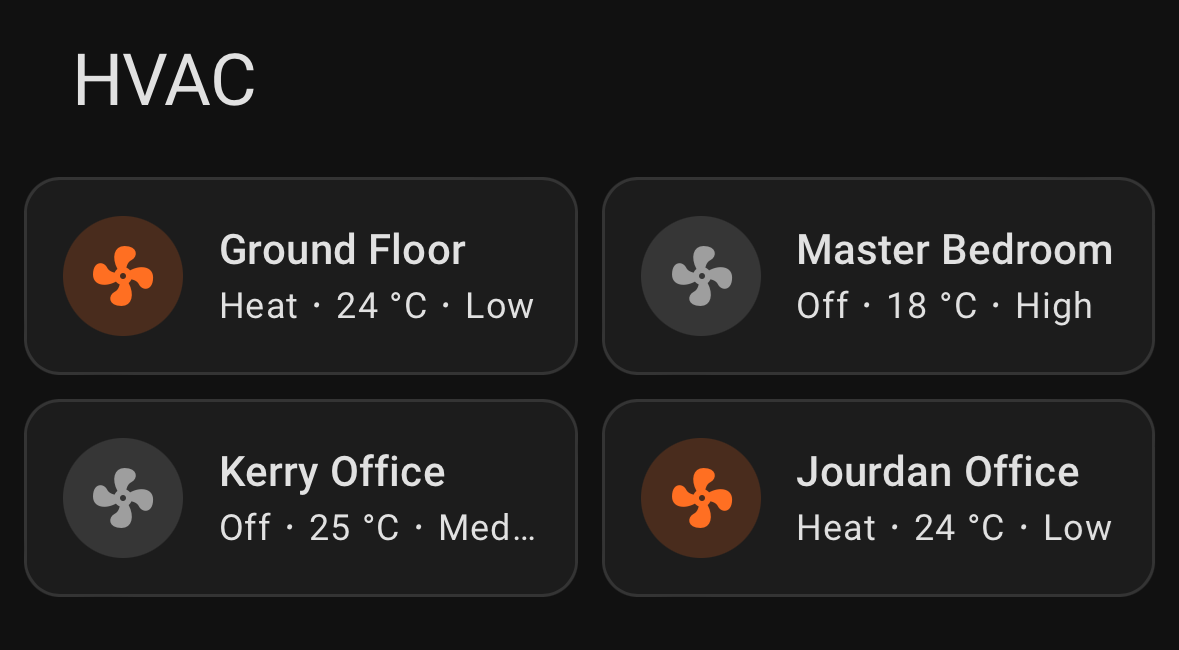 HVAC
Ground Floor
Heat · 24 °C · Low
Master Bedroom
Off · 18 °C · High
Kerry Office
Off · 25 °C · Med…
Jourdan Office
Heat · 24 °C · Low